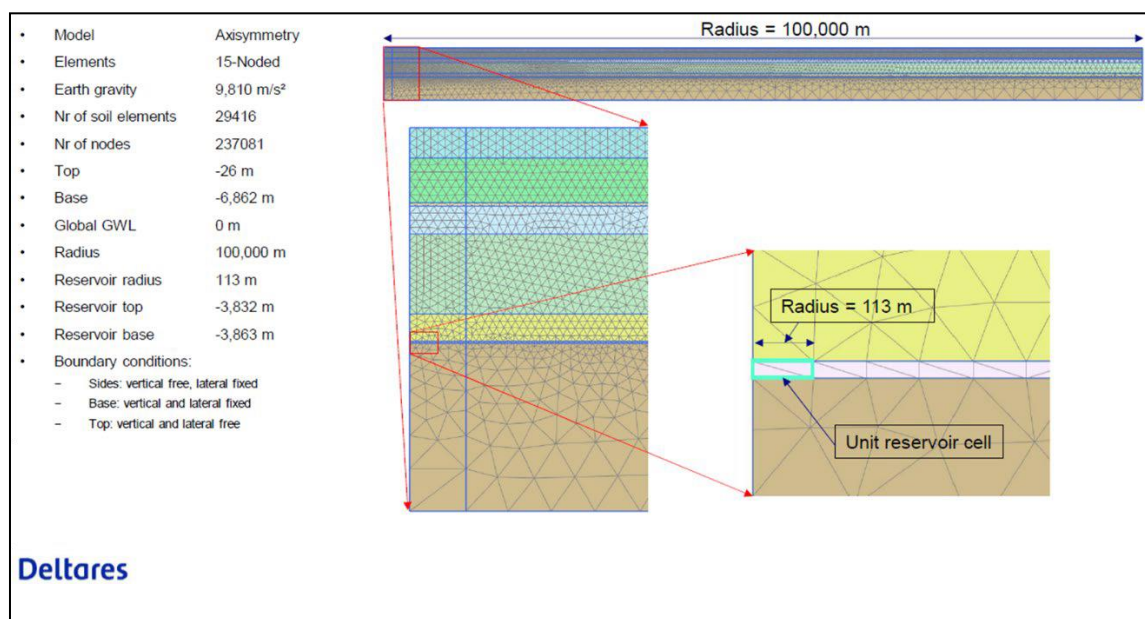 • Model Axisymmetry
• Elements 15-Noded
• Earth gravity 9,810 m/s²
• Nr of soil elements 29416
• Nr of nodes 237081
• Top -26 m
• Base -6,862 m
• Global GWL 0 m
• Radius 100,000 m
• Reservoir radius 113 m
• Reservoir top -3,832 m
• Reservoir base -3,863 m
• Boundary conditions:
– Sides: vertical free, lateral fixed
– Base: vertical and lateral fixed
– Top: vertical and lateral free
Radius = 100,000 m
Radius = 113 m
Unit reservoir cell
Deltares